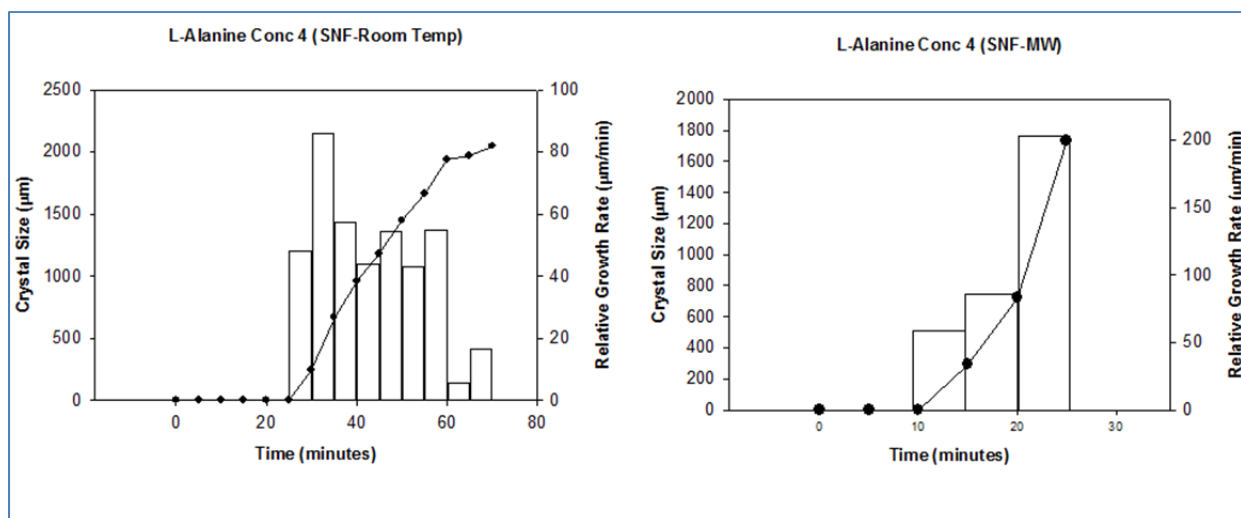 L-Alanine Conc 4 ( SNF-Room Temp)
2500
2000
1500
1000
500
0
Crystal Size (µm)
100
80
60
40
20
0
Relative Growth Rate (µm/min)
0 20 40 60 80
Time (minutes)
L-Alanine Conc 4 (SNF-MW)
2000
1800
1600
1400
1200
1000
800
600
400
200
0
Crystal Size (µm)
200
150
100
50
0
Relative Growth Rate (µm/min)
0 10 20 30
Time (minutes)